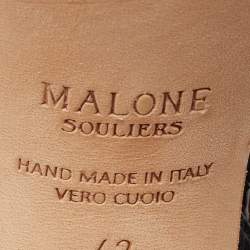 MALONE
SOULIERS
HAND MADE IN ITALY
VERO CUOIO